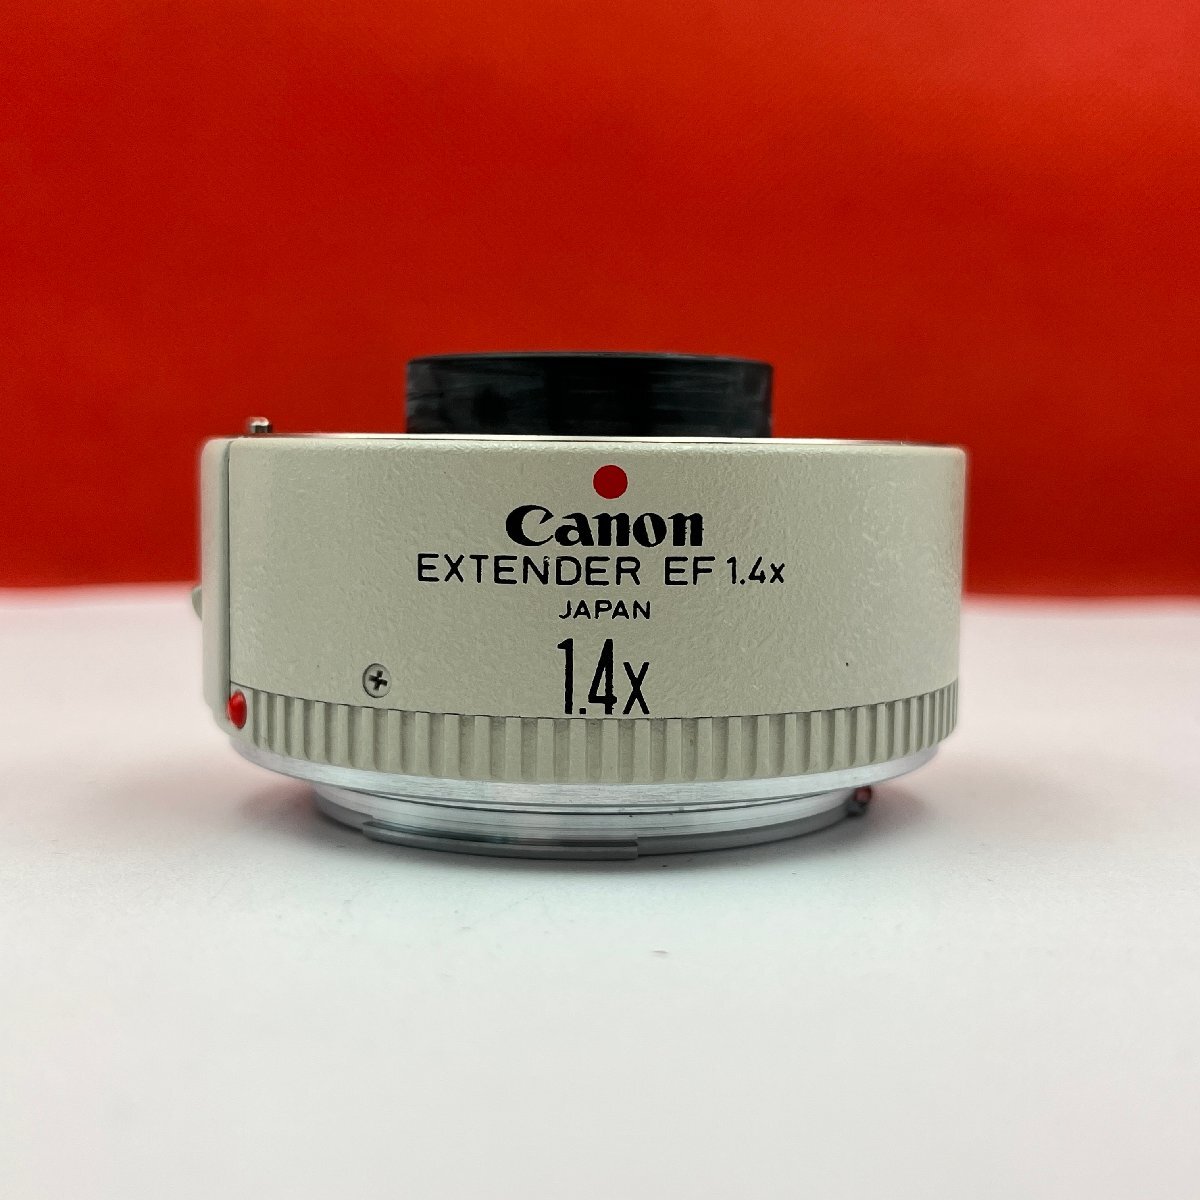 Canon
EXTENDER EF 1.4x
JAPAN
1.4x